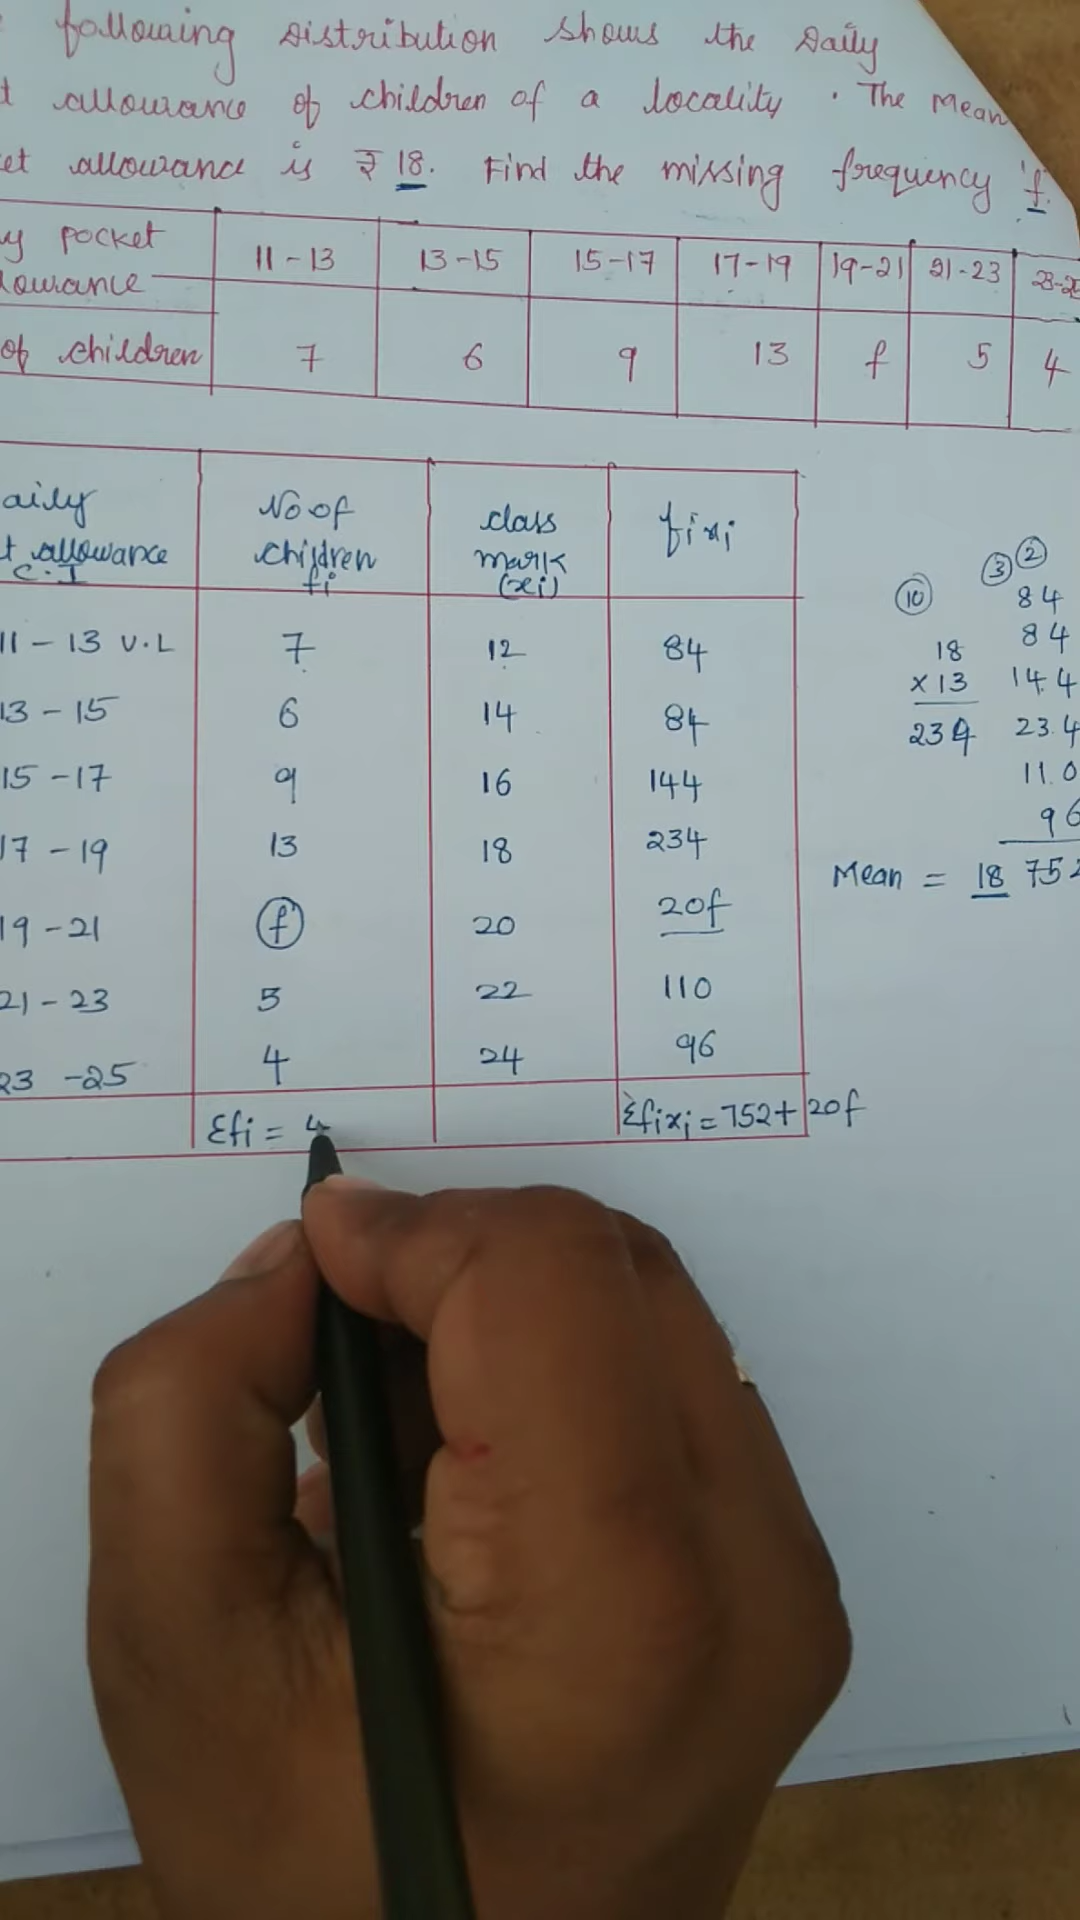 following Distribution shows the Daily
allowance of children of a locality . The Mean
allowance is ₹ 18. Find the missing frequency 'f'.
pocket 11-13 13-15 15-17 17-19 19-21 21-23
of children 7 6 9 13 f 5 4
No of children fi class mark (xi) fixi
allowance C.I
11-13 V.L 7 12 84
13-15 6 14 84
15-17 9 16 144
17-19 13 18 234
19-21 f 20 20f
21-23 5 22 110
23-25 4 24 96
Σfi = 4 Σfixi = 752+20f
10
18
x 13
234
3 2
84
84
144
234
110
96
Mean = 18 752